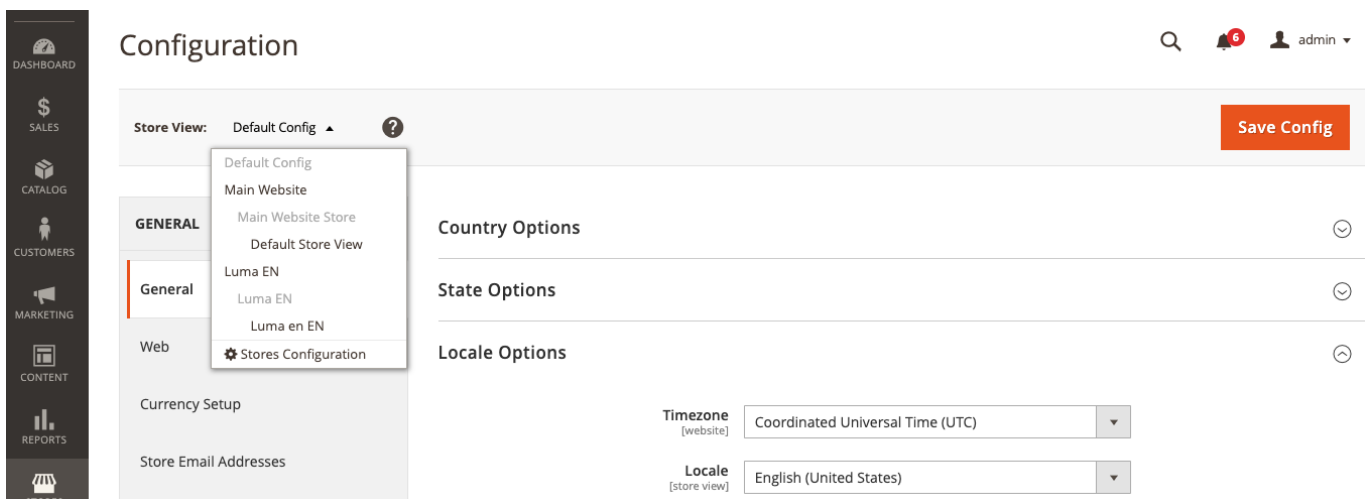 Configuration
6
admin
DASHBOARD
$
SALES
CATALOG
CUSTOMERS
MARKETING
CONTENT
REPORTS
Store View: Default Config
?
Save Config
Default Config
Main Website
Main Website Store
Default Store View
Luma EN
Luma EN
Luma en EN
Stores Configuration
GENERAL
General
Web
Currency Setup
Store Email Addresses
Country Options
State Options
Locale Options
Timezone
[website]
Coordinated Universal Time (UTC)
Locale
[store view]
English (United States)